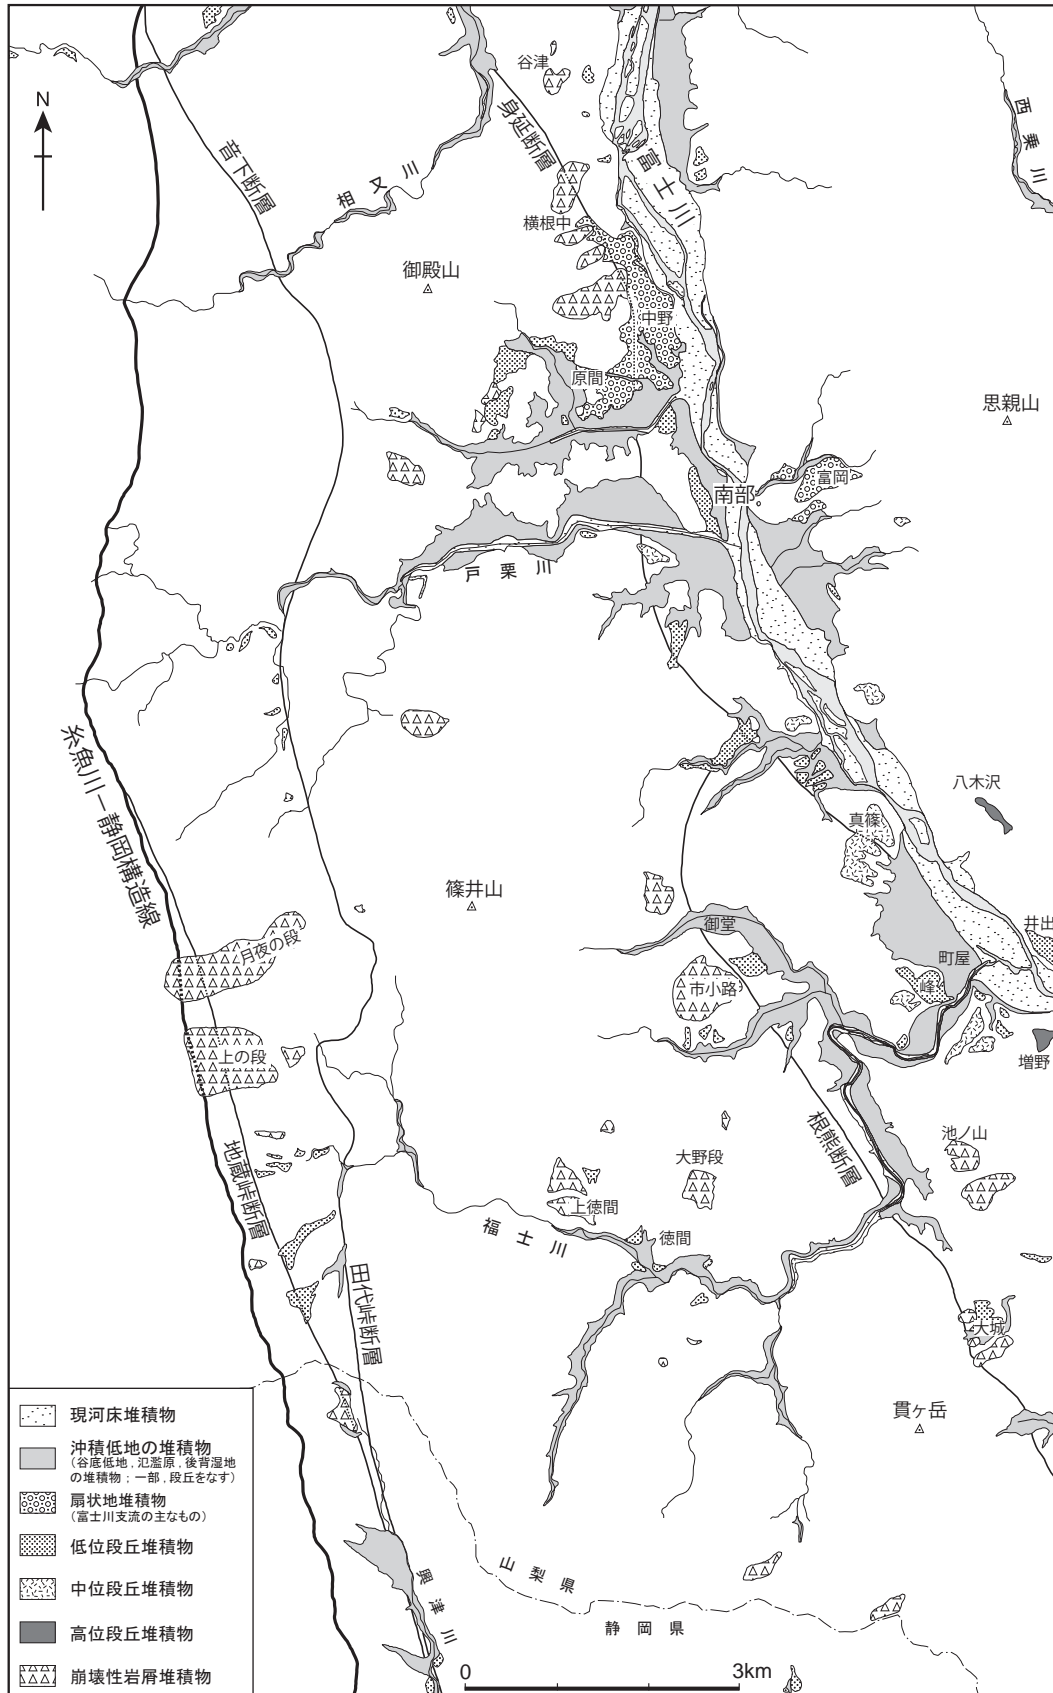 谷津
N
身延断層
西乗川
音下断層
相又川
富士川
横根中
御殿山
中野
原間
思親山
富岡
南部
戸栗川
糸魚川ー静岡構造線
八木沢
真篠
篠井山
御堂
井出
町屋
月夜の段
市小路
峰
上の段
増野
根熊断層
池ノ山
地蔵峠断層
大野段
上徳間
徳間
福士川
田代峠断層
大城
貫ヶ岳
現河床堆積物
沖積低地の堆積物
(谷底低地,氾濫原,後背湿地
の堆積物;一部,段丘をなす)
扇状地堆積物
(富士川支流の主なもの)
低位段丘堆積物
中位段丘堆積物
高位段丘堆積物
崩壊性岩屑堆積物
山梨県
静岡県
興津川
0 3km